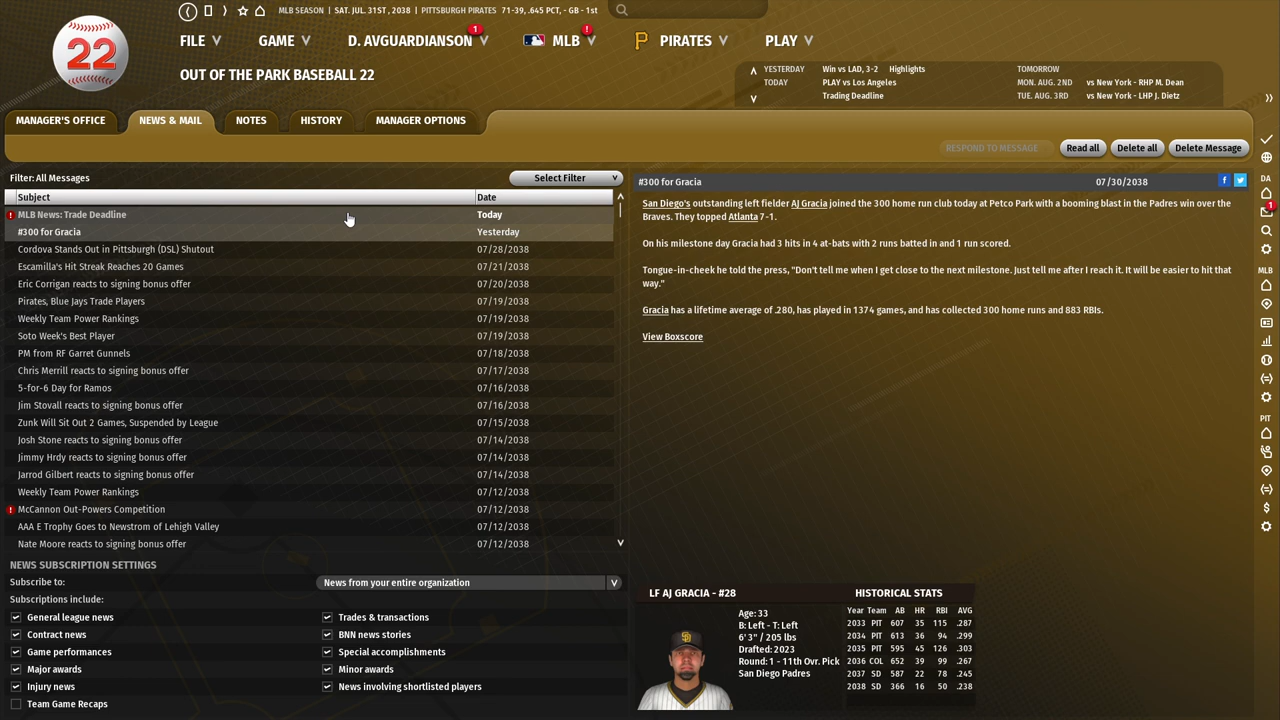 MLB SEASON | SAT. JUL. 31ST , 2038 | PITTSBURGH PIRATES 71-39, .645 PCT, - GB - 1st
22
FILE
GAME
D. AVGUARDIANSON
1
MLB
!
PIRATES
PLAY
OUT OF THE PARK BASEBALL 22
YESTERDAY Win vs LAD, 3-2 Highlights
TODAY PLAY vs Los Angeles
Trading Deadline
TOMORROW
MON. AUG. 2ND vs New York - RHP M. Dean
TUE. AUG. 3RD vs New York - LHP J. Dietz
MANAGER'S OFFICE
NEWS & MAIL
NOTES
HISTORY
MANAGER OPTIONS
RESPOND TO MESSAGE
Read all
Delete all
Delete Message
Filter: All Messages
Select Filter
Subject Date
MLB News: Trade Deadline Today
#300 for Gracia Yesterday
Cordova Stands Out in Pittsburgh (DSL) Shutout 07/28/2038
Escamilla's Hit Streak Reaches 20 Games 07/21/2038
Eric Corrigan reacts to signing bonus offer 07/20/2038
Pirates, Blue Jays Trade Players 07/19/2038
Weekly Team Power Rankings 07/19/2038
Soto Week's Best Player 07/19/2038
PM from RF Garret Gunnels 07/18/2038
Chris Merrill reacts to signing bonus offer 07/17/2038
5-for-6 Day for Ramos 07/16/2038
Jim Stovall reacts to signing bonus offer 07/16/2038
Zunk Will Sit Out 2 Games, Suspended by League 07/15/2038
Josh Stone reacts to signing bonus offer 07/14/2038
Jimmy Hrdy reacts to signing bonus offer 07/14/2038
Jarrod Gilbert reacts to signing bonus offer 07/14/2038
Weekly Team Power Rankings 07/12/2038
McCannon Out-Powers Competition 07/12/2038
AAA E Trophy Goes to Newstrom of Lehigh Valley 07/12/2038
Nate Moore reacts to signing bonus offer 07/12/2038
NEWS SUBSCRIPTION SETTINGS
Subscribe to: News from your entire organization
Subscriptions include:
General league news Trades & transactions
Contract news BNN news stories
Game performances Special accomplishments
Major awards Minor awards
Injury news News involving shortlisted players
Team Game Recaps
#300 for Gracia 07/30/2038
San Diego's outstanding left fielder AJ Gracia joined the 300 home run club today at Petco Park with a booming blast in the Padres win over the
Braves. They topped Atlanta 7-1.
On his milestone day Gracia had 3 hits in 4 at-bats with 2 runs batted in and 1 run scored.
Tongue-in-cheek he told the press, "Don't tell me when I get close to the next milestone. Just tell me after I reach it. It will be easier to hit that
way."
Gracia has a lifetime average of .280, has played in 1374 games, and has collected 300 home runs and 883 RBIs.
View Boxscore
LF AJ GRACIA - #28
Age: 33
B: Left - T: Left
6' 3" / 205 lbs
Drafted: 2023
Round: 1 - 11th Ovr. Pick
San Diego Padres
HISTORICAL STATS
Year Team AB HR RBI AVG
2033 PIT 607 35 115 .287
2034 PIT 613 36 94 .299
2035 PIT 595 45 126 .303
2036 COL 652 39 99 .267
2037 SD 587 22 78 .245
2038 SD 366 16 50 .238
DA
1
MLB
PIT